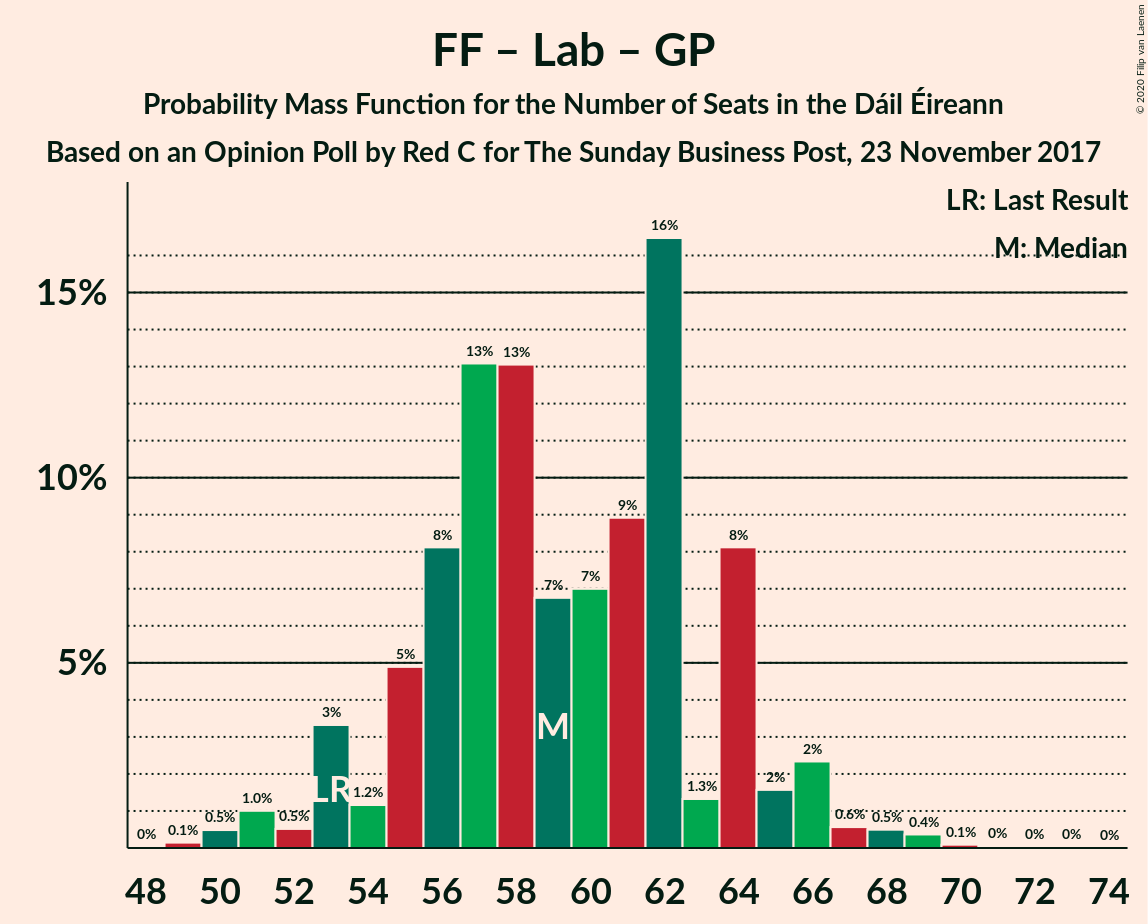 FF – Lab – GP
Probability Mass Function for the Number of Seats in the Dáil Éireann
Based on an Opinion Poll by Red C for The Sunday Business Post, 23 November 2017
© 2020 Filip van Laenen
LR: Last Result
M: Median
15%
10%
5%
0% 0.1% 0.5% 1.0% 0.5% 3% 1.2% 5% 8% 13% 13% 7% 7% 9% 16% 1.3% 8% 2% 2% 0.6% 0.5% 0.4% 0.1% 0% 0% 0% 0%
LR
M
48 50 52 54 56 58 60 62 64 66 68 70 72 74